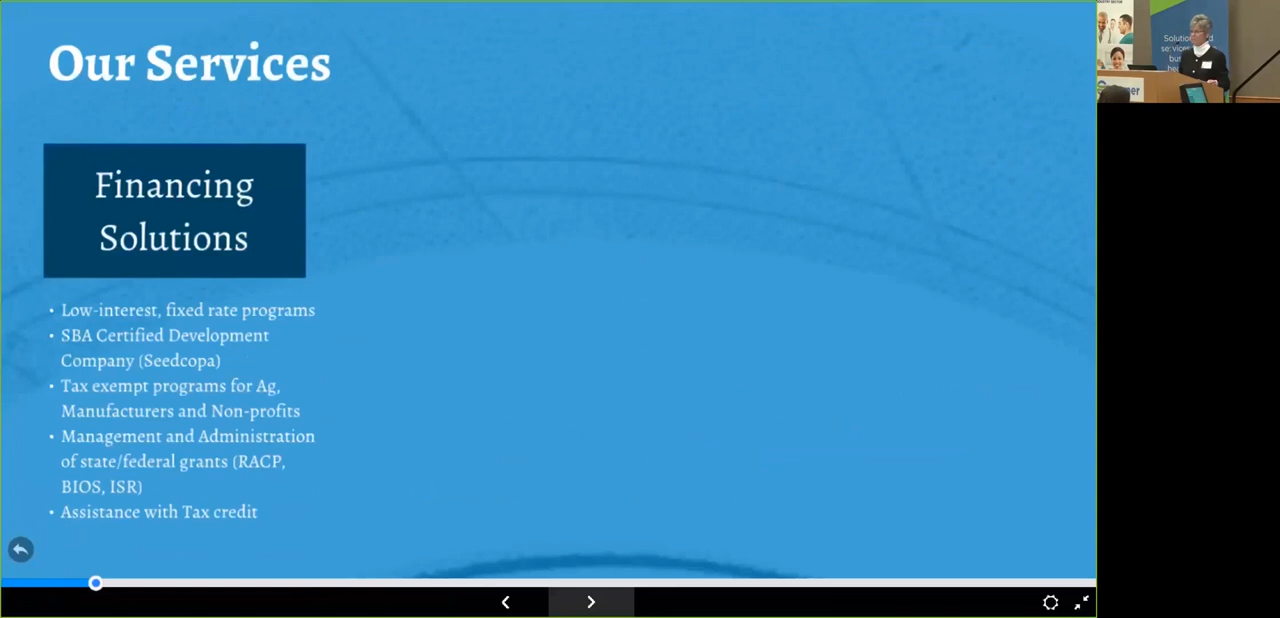 Our Services
Financing
Solutions
• Low-interest, fixed rate programs
• SBA Certified Development
Company (Seedcopa)
• Tax exempt programs for Ag,
Manufacturers and Non-profits
• Management and Administration
of state/federal grants (RACP,
BIOS, ISR)
• Assistance with Tax credit